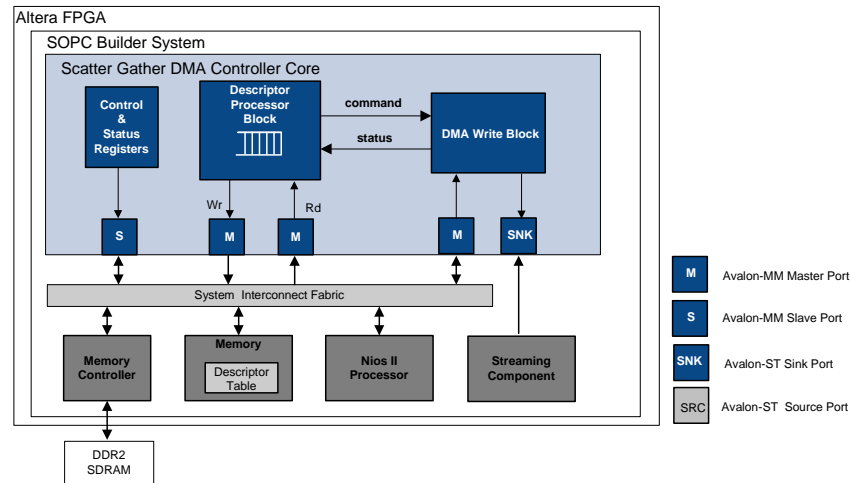 Altera FPGA
SOPC Builder System
Scatter Gather DMA Controller Core
Control
&
Status
Registers
Descriptor
Processor
Block
command
status
DMA Write Block
Wr
Rd
S
M
M
M
SNK
System Interconnect Fabric
Memory
Controller
Memory
Descriptor
Table
Nios II
Processor
Streaming
Component
DDR2
SDRAM
M Avalon-MM Master Port
S Avalon-MM Slave Port
SNK Avalon-ST Sink Port
SRC Avalon-ST Source Port